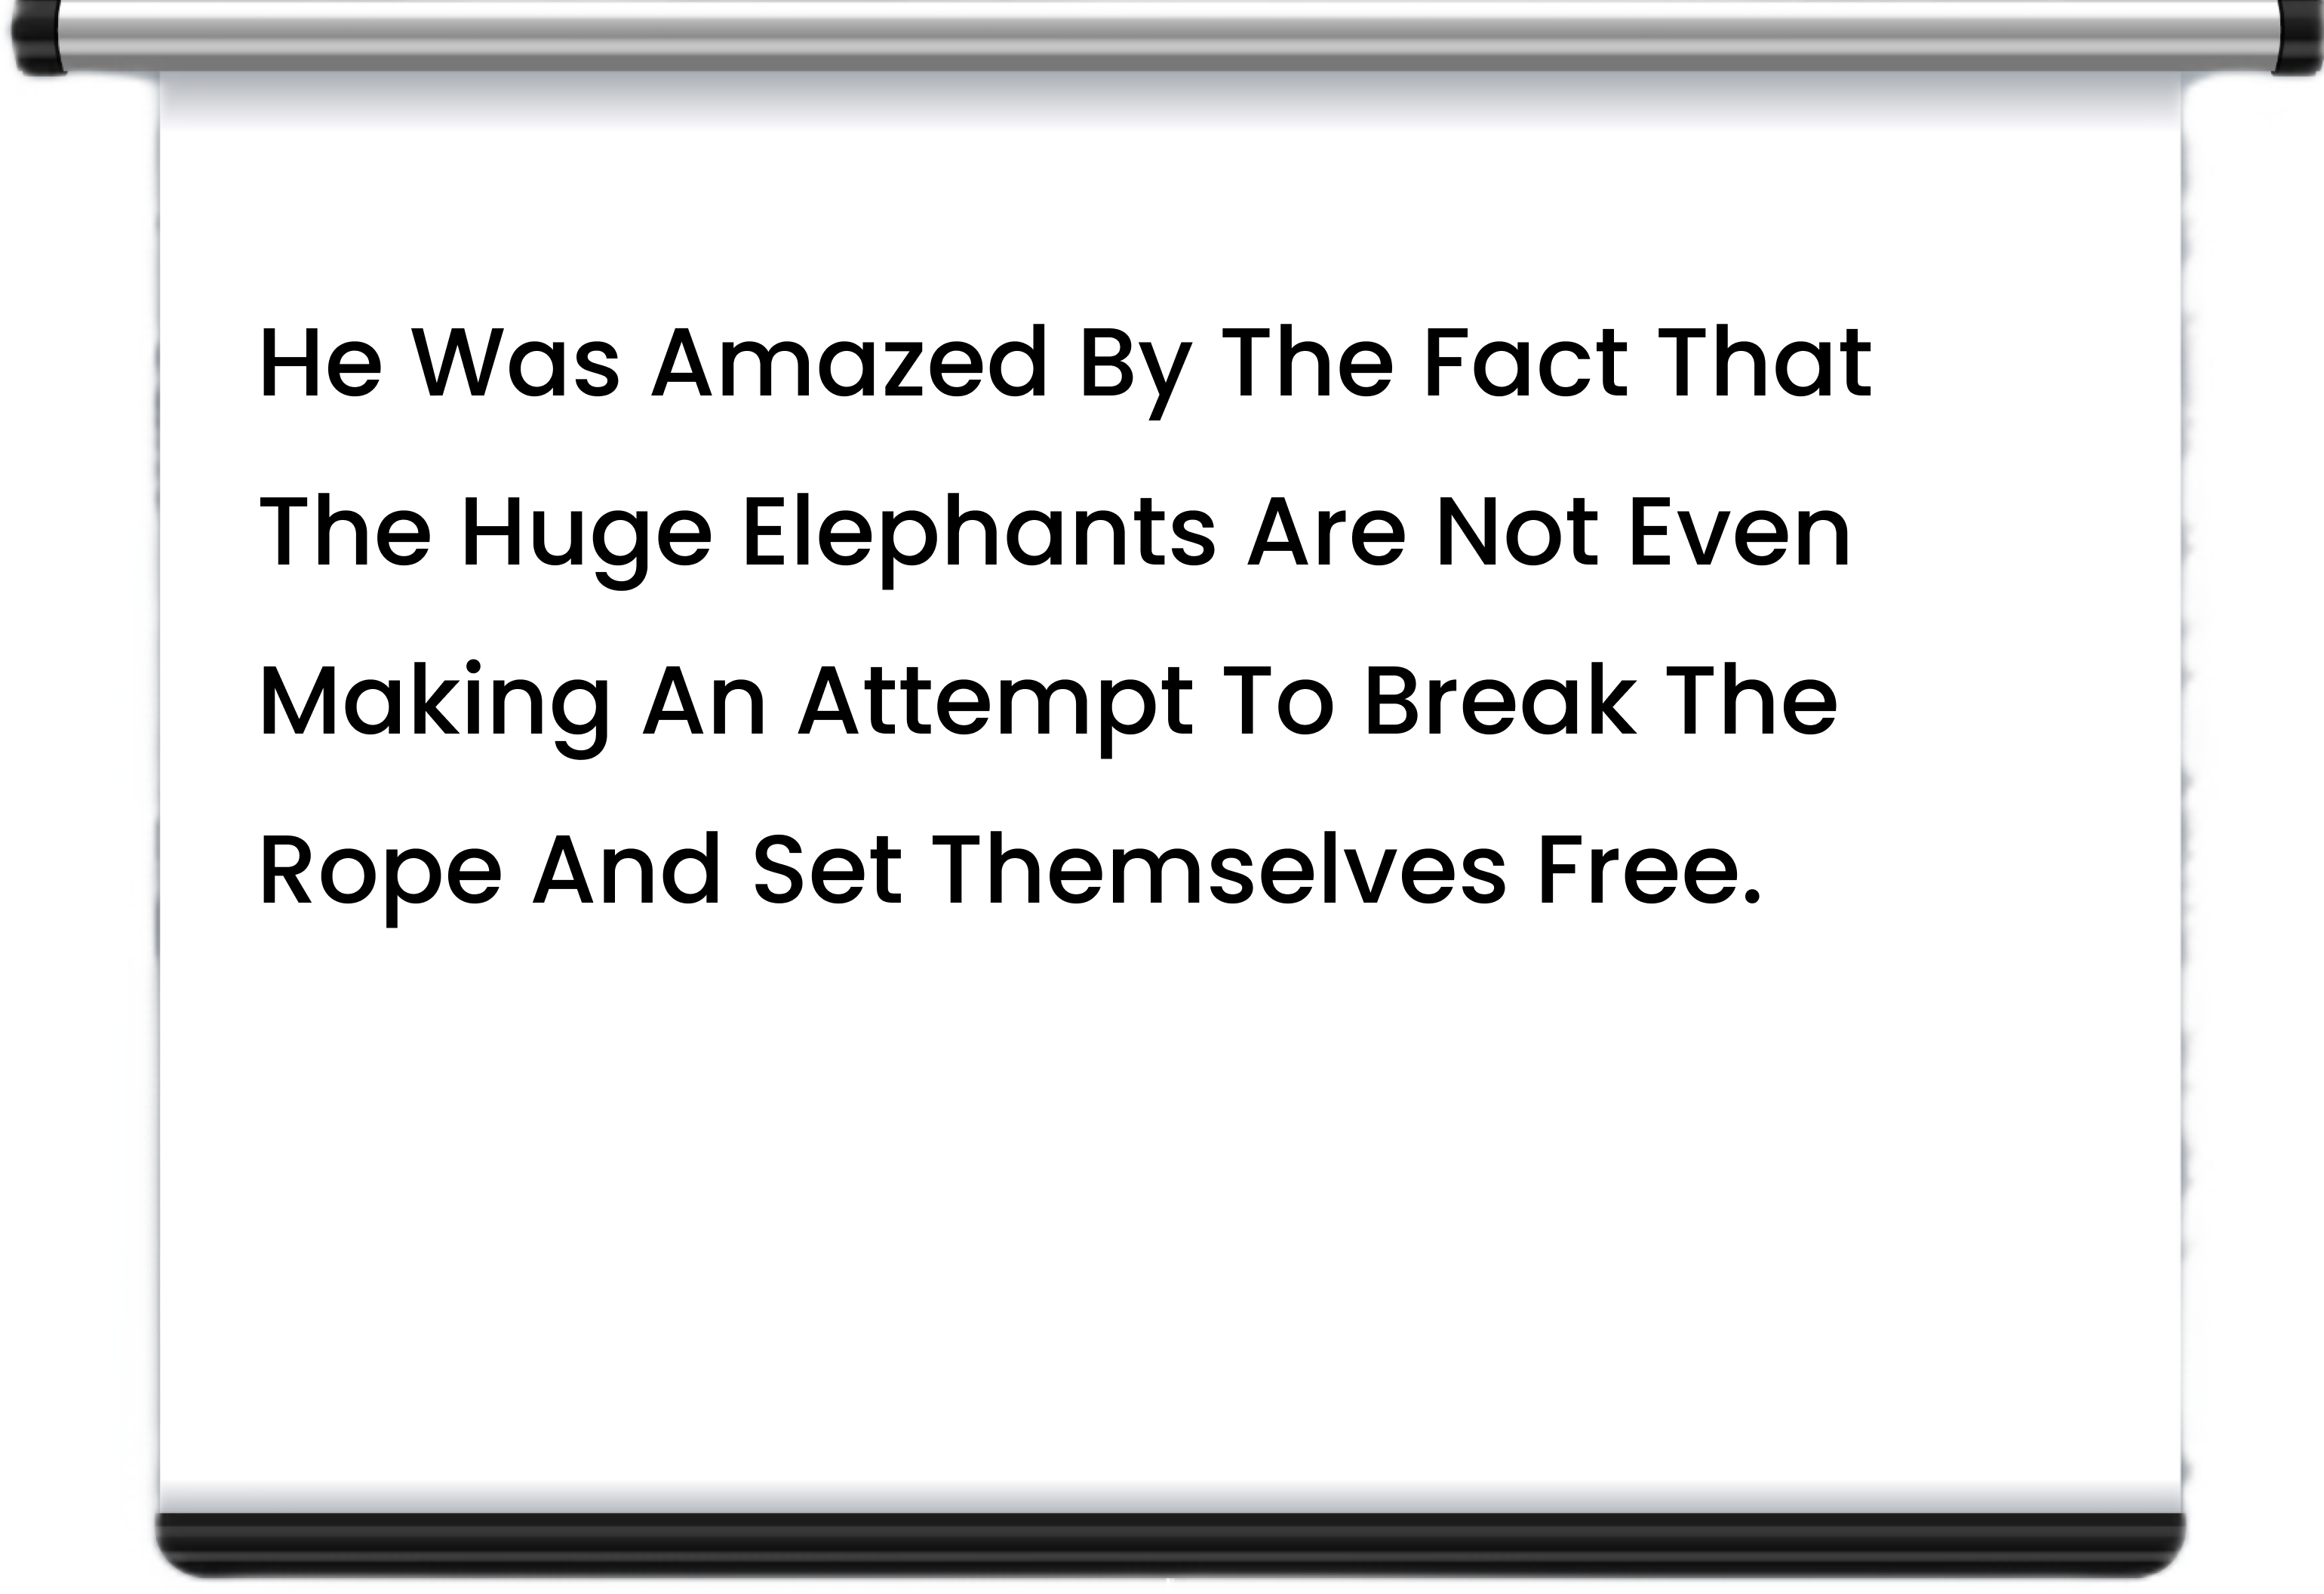 He Was Amazed By The Fact That
The Huge Elephants Are Not Even
Making An Attempt To Break The
Rope And Set Themselves Free.